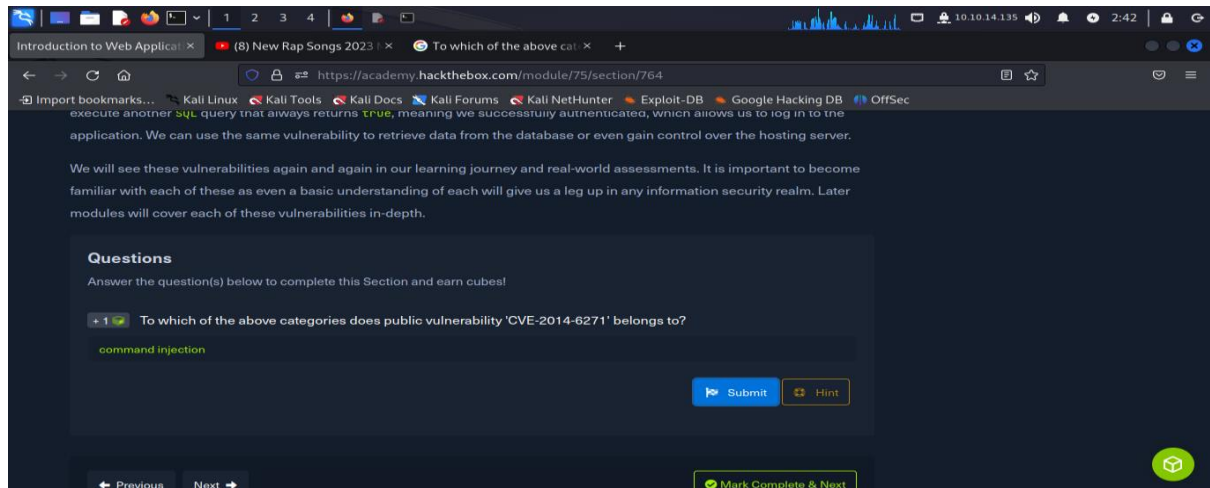 1 2 3 4 10.10.14.135 2:42
Introduction to Web Applicat (8) New Rap Songs 2023 To which of the above cat
https://academy.hackthebox.com/module/75/section/764
Import bookmarks... Kali Linux Kali Tools Kali Docs Kali Forums Kali NetHunter Exploit-DB Google Hacking DB OffSec
execute another SQL query that always returns true, meaning we successfully authenticated, which allows us to log in to the
application. We can use the same vulnerability to retrieve data from the database or even gain control over the hosting server.
We will see these vulnerabilities again and again in our learning journey and real-world assessments. It is important to become
familiar with each of these as even a basic understanding of each will give us a leg up in any information security realm. Later
modules will cover each of these vulnerabilities in-depth.
Questions
Answer the question(s) below to complete this Section and earn cubes!
+ 1 To which of the above categories does public vulnerability 'CVE-2014-6271' belongs to?
command injection
Submit Hint
Previous Next Mark Complete & Next